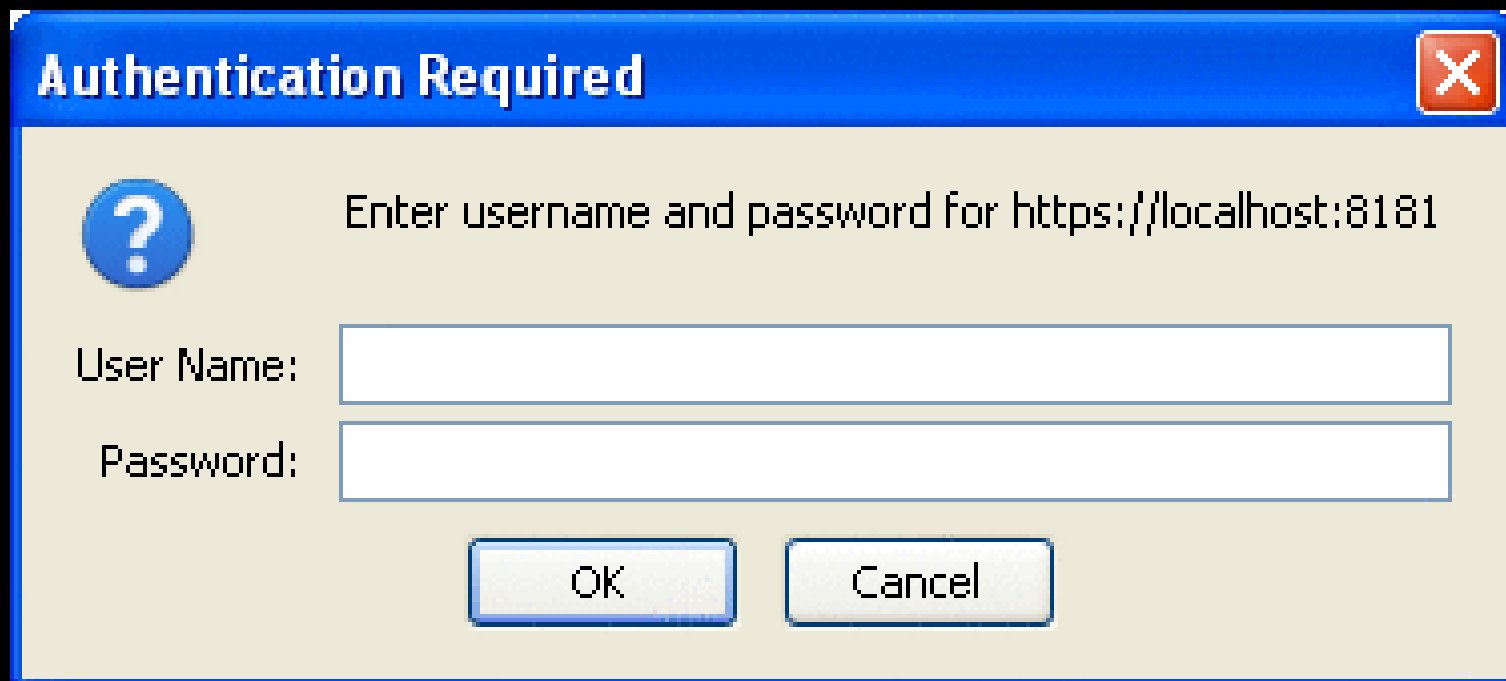 Authentication Required
Enter username and password for https://localhost:8181
User Name:
Password:
OK Cancel